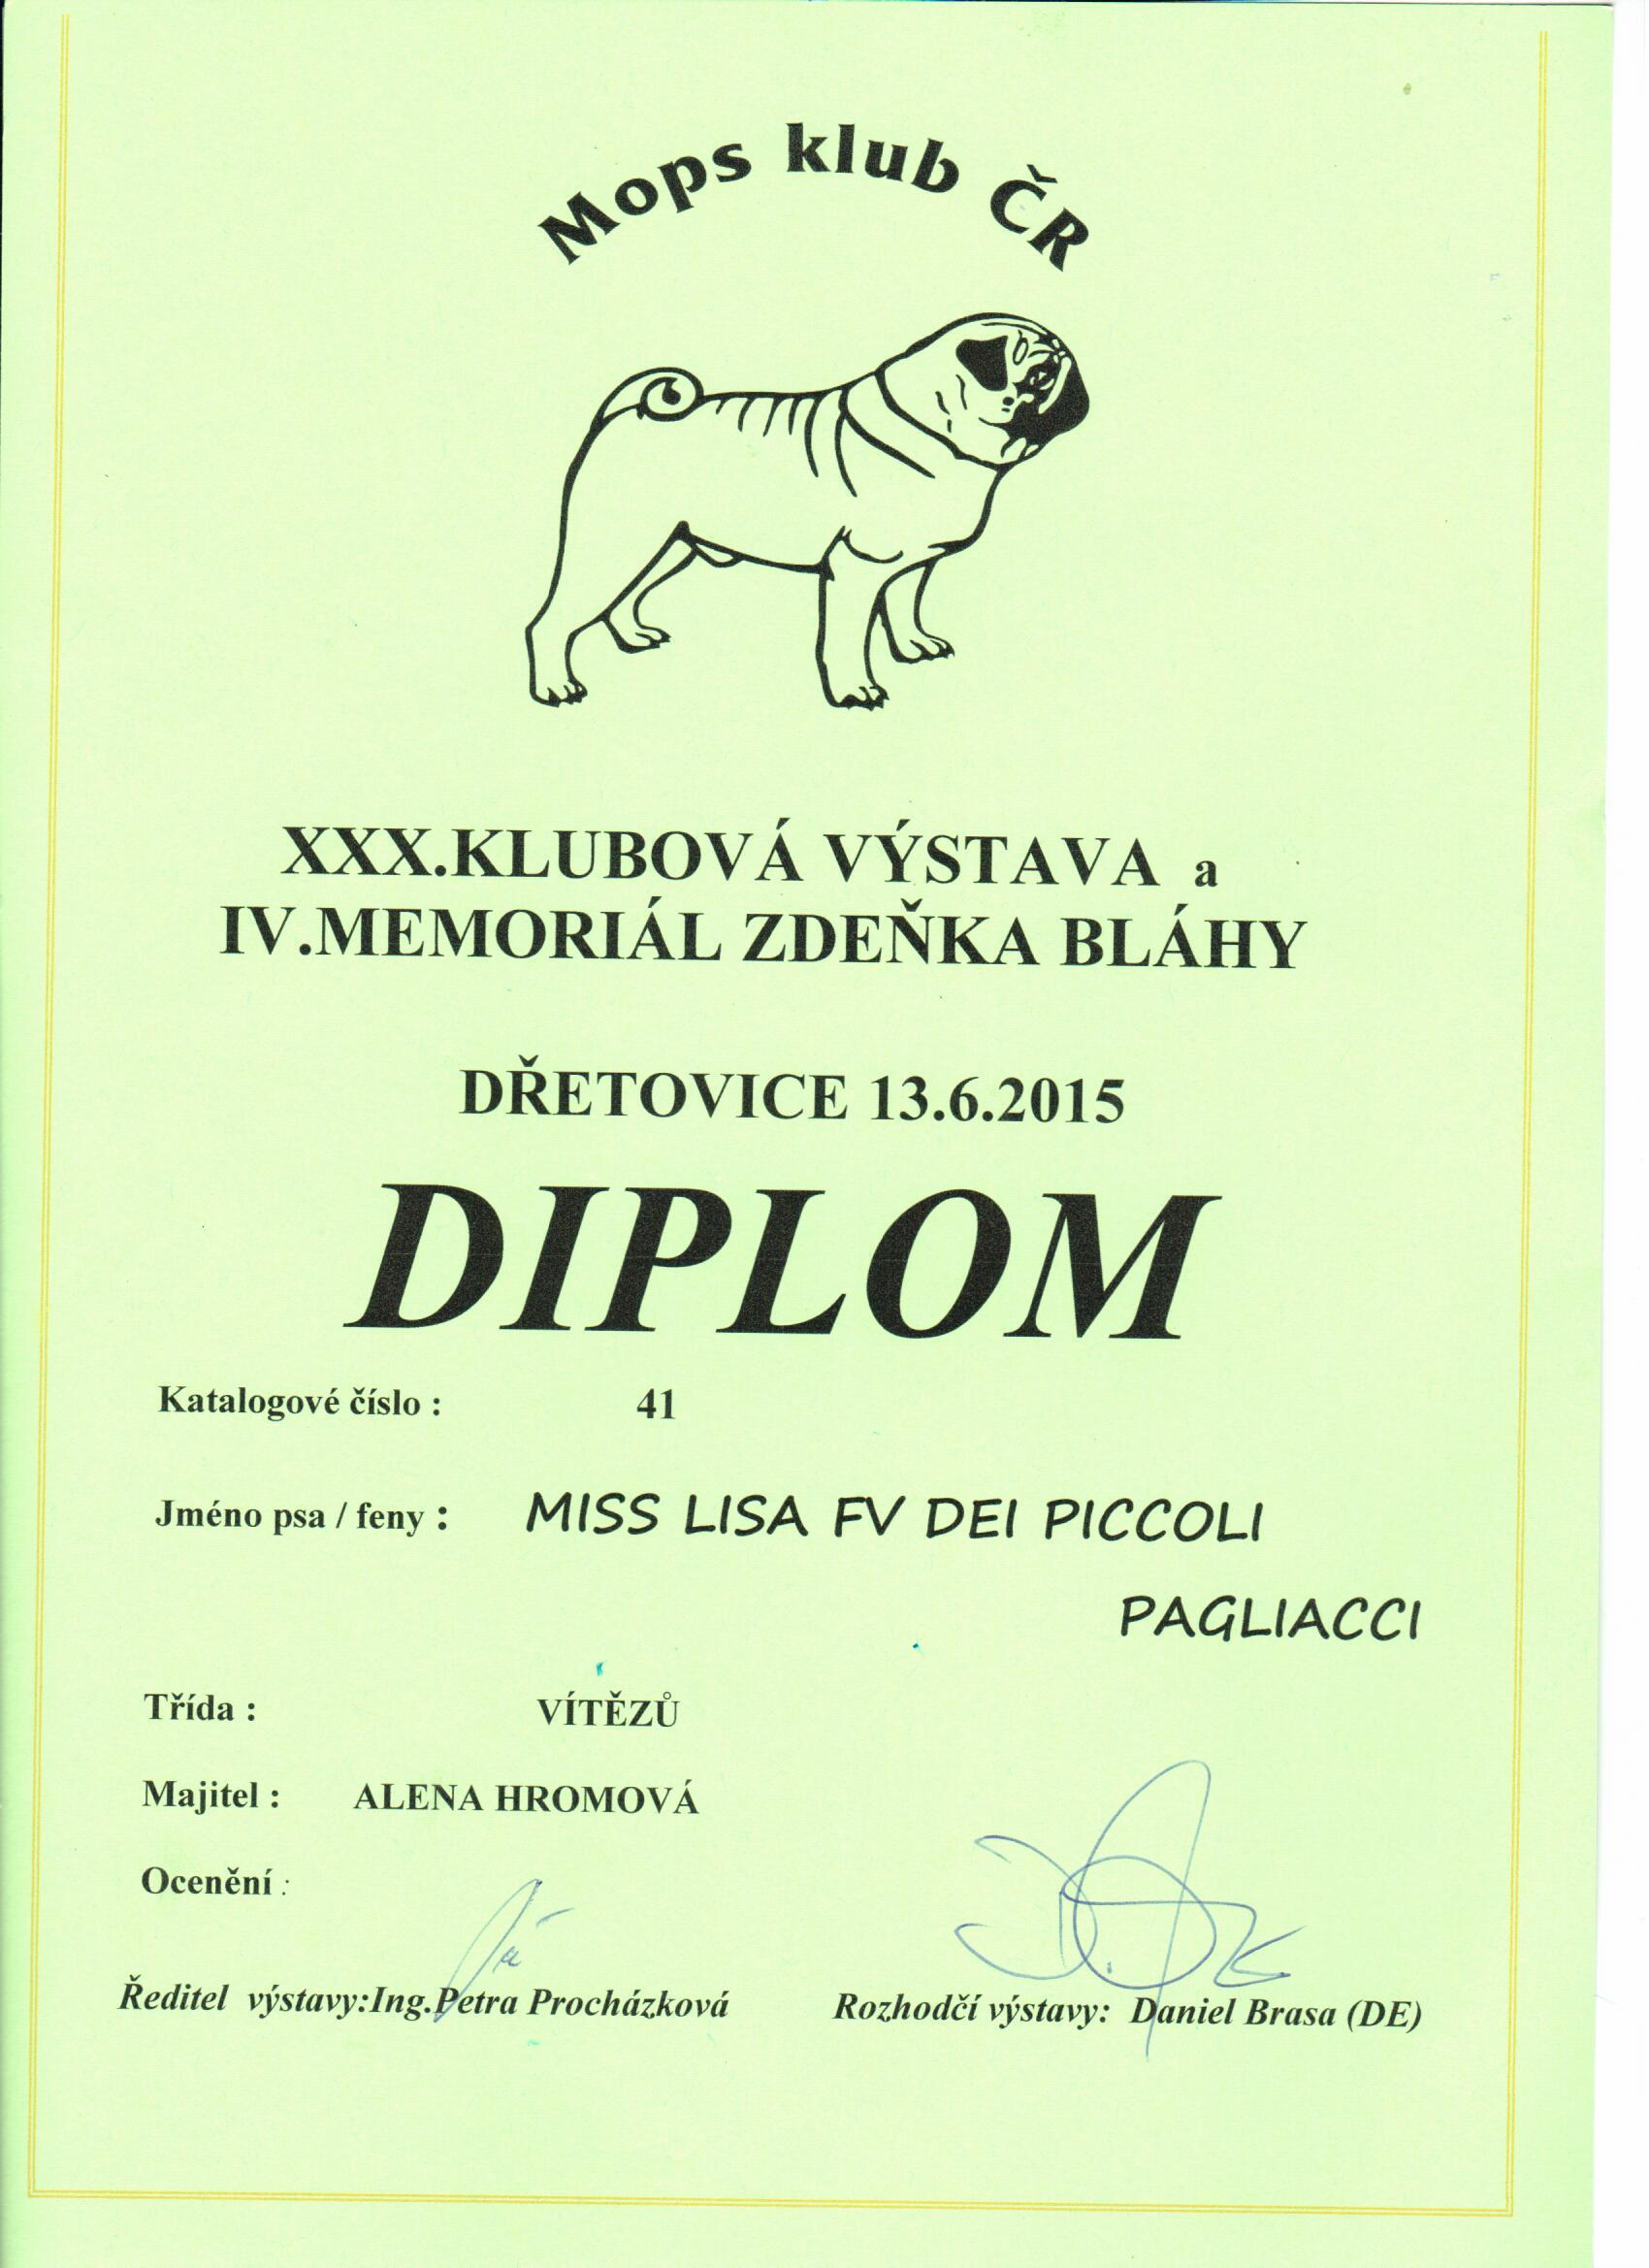 Mops klub ČR
XXX.KLUBOVÁ VÝSTAVA a
IV.MEMORIÁL ZDEŇKA BLÁHY
DŘETOVICE 13.6.2015
DIPLOM
Katalogové číslo : 41
Jméno psa / feny : MISS LISA FV DEI PICCOLI
PAGLIACCI
Třída : VÍTĚZŮ
Majitel : ALENA HROMOVÁ
Ocenění :
Ředitel výstavy:Ing.Petra Procházková Rozhodčí výstavy: Daniel Brasa (DE)